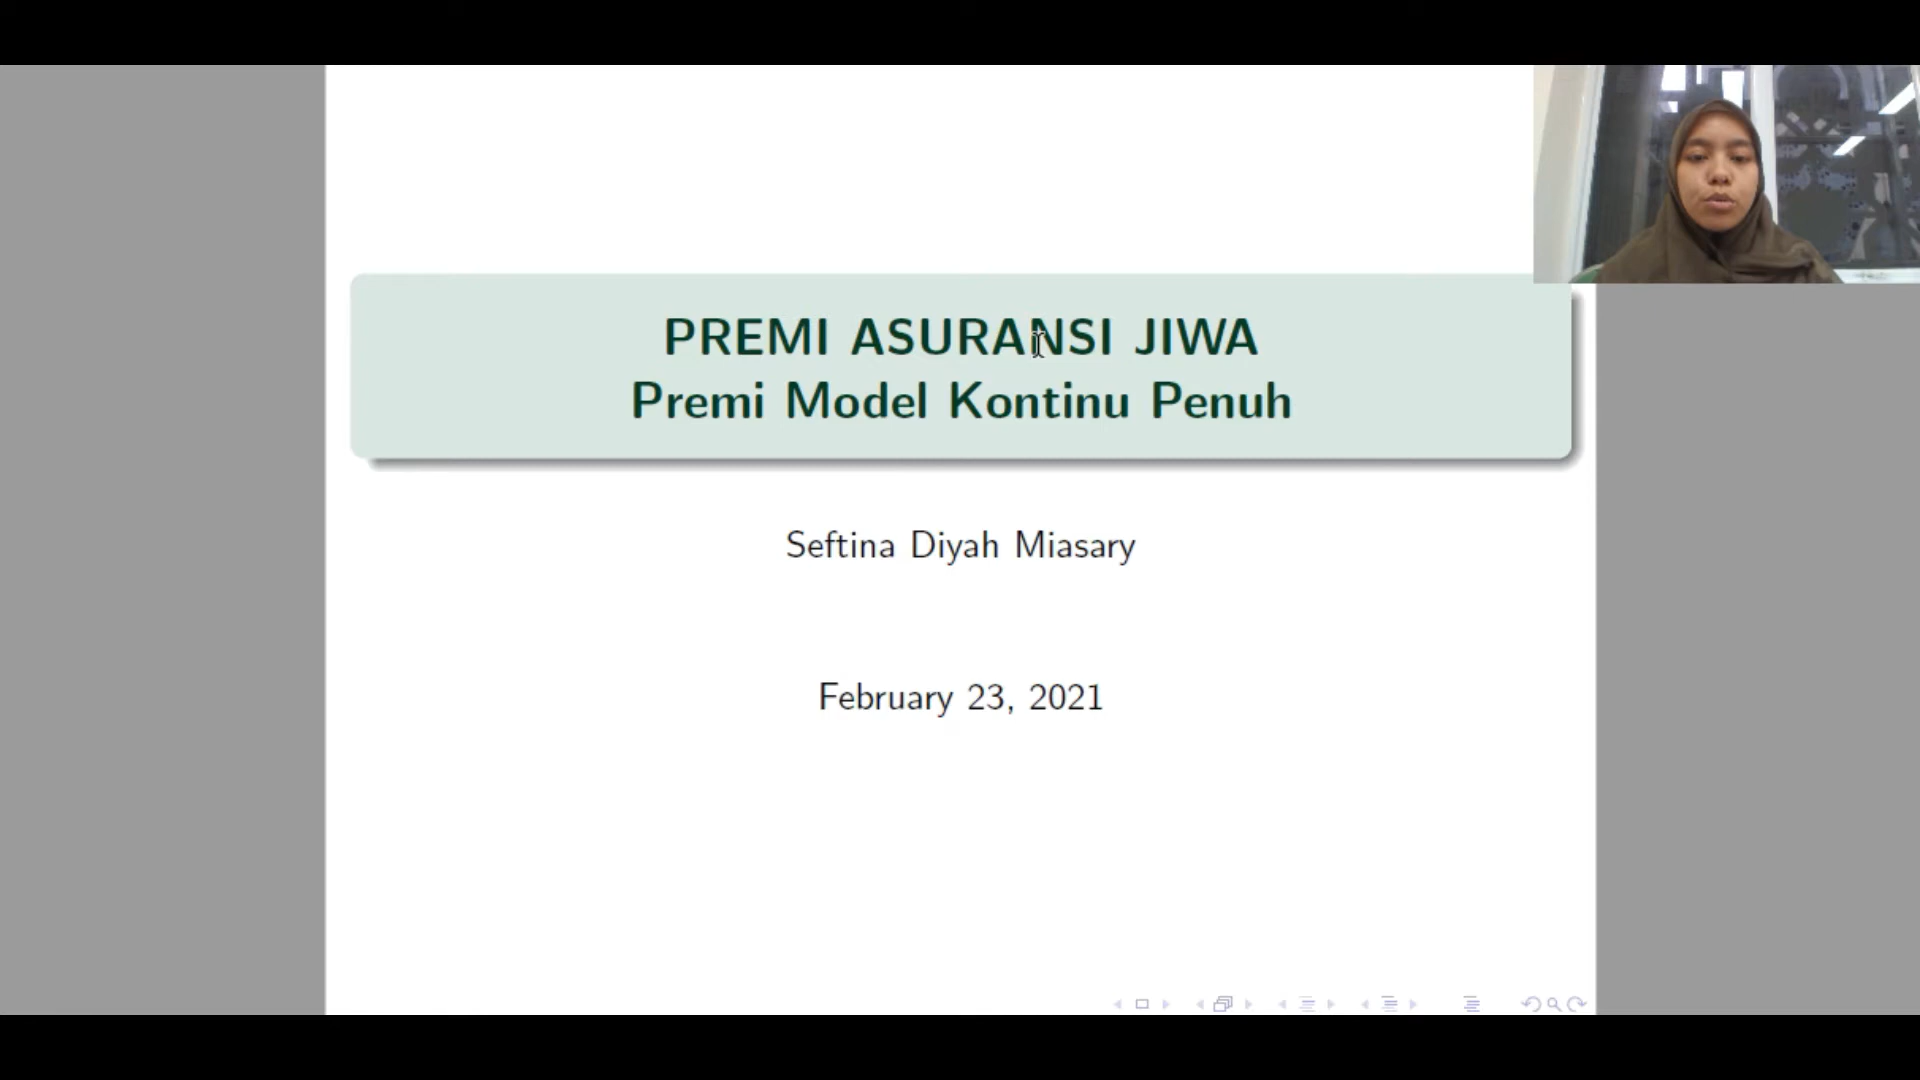 PREMI ASURANSI JIWA
Premi Model Kontinu Penuh
Seftina Diyah Miasary
February 23, 2021